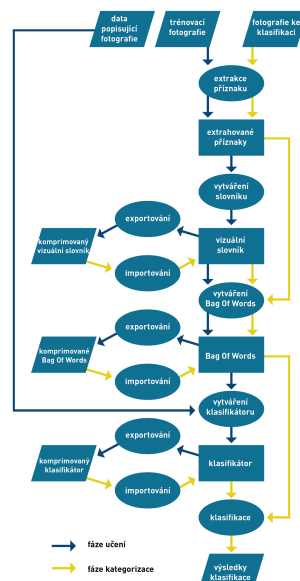 data
popisující
fotografie
trénovací
fotografie
fotografie ke
klasifikaci
extrakce
příznaku
extrahované
příznaky
vytváření
slovníku
exportování
komprimovaný
vizuální slovník
vizuální
slovník
importování
vytváření
Bag Of Words
exportování
komprimované
Bag Of Words
Bag Of Words
importování
vytváření
klasifikátoru
exportování
komprimovaný
klasifikátor
klasifikátor
importování
klasifikace
fáze učení
fáze kategorizace
výsledky
klasifikace